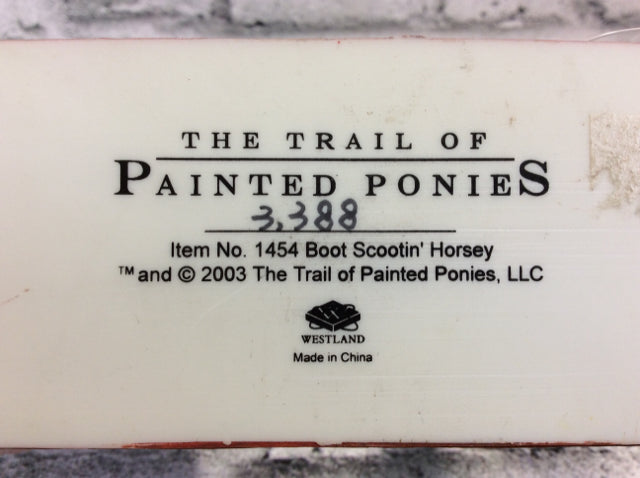 THE TRAIL OF
PAINTED PONIES
3,388
Item No. 1454 Boot Scootin' Horsey
™ and © 2003 The Trail of Painted Ponies, LLC
WESTLAND
Made in China